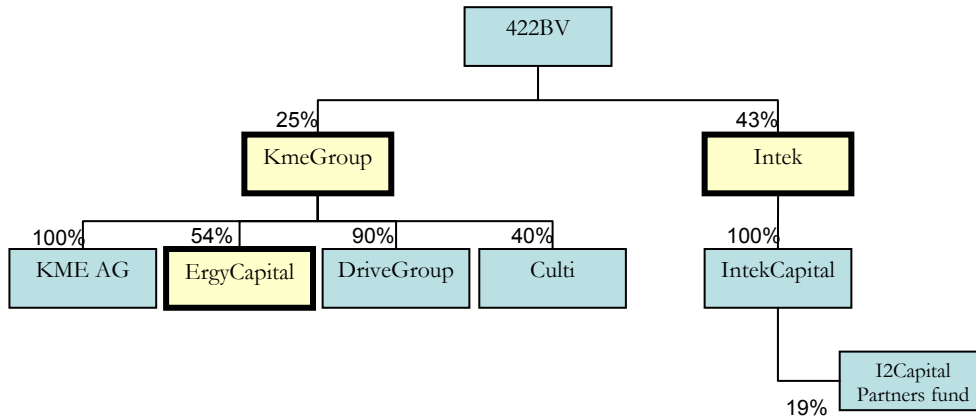 422BV
25%
43%
KmeGroup
Intek
100%
54%
90%
40%
100%
KME AG
ErgyCapital
DriveGroup
Culti
IntekCapital
I2Capital
Partners fund
19%